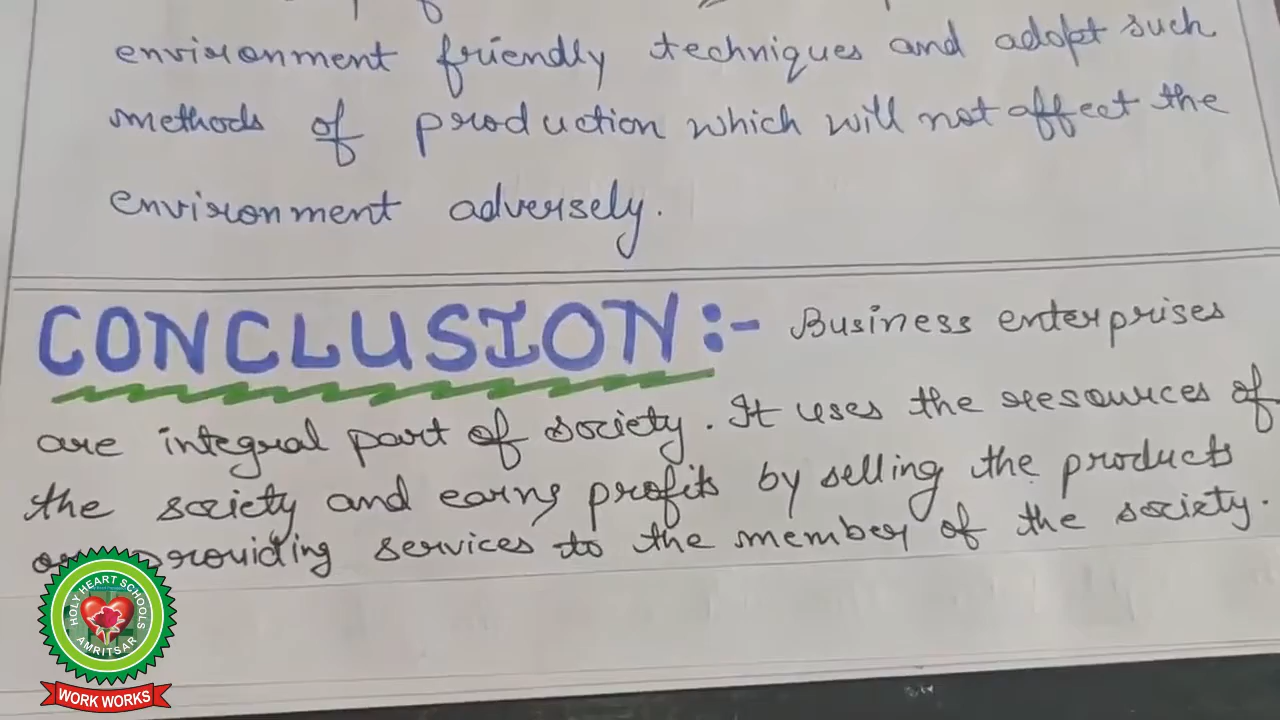 environment friendly techniques and adopt such
methods of production which will not affect the
environment adversely.
CONCLUSION:- Business enterprises
are integral part of society. It uses the resources of
the society and earns profits by selling the products
or providing services to the member of the society.
HOLY HEART SCHOOLS
AMRITSAR
WORK WORKS